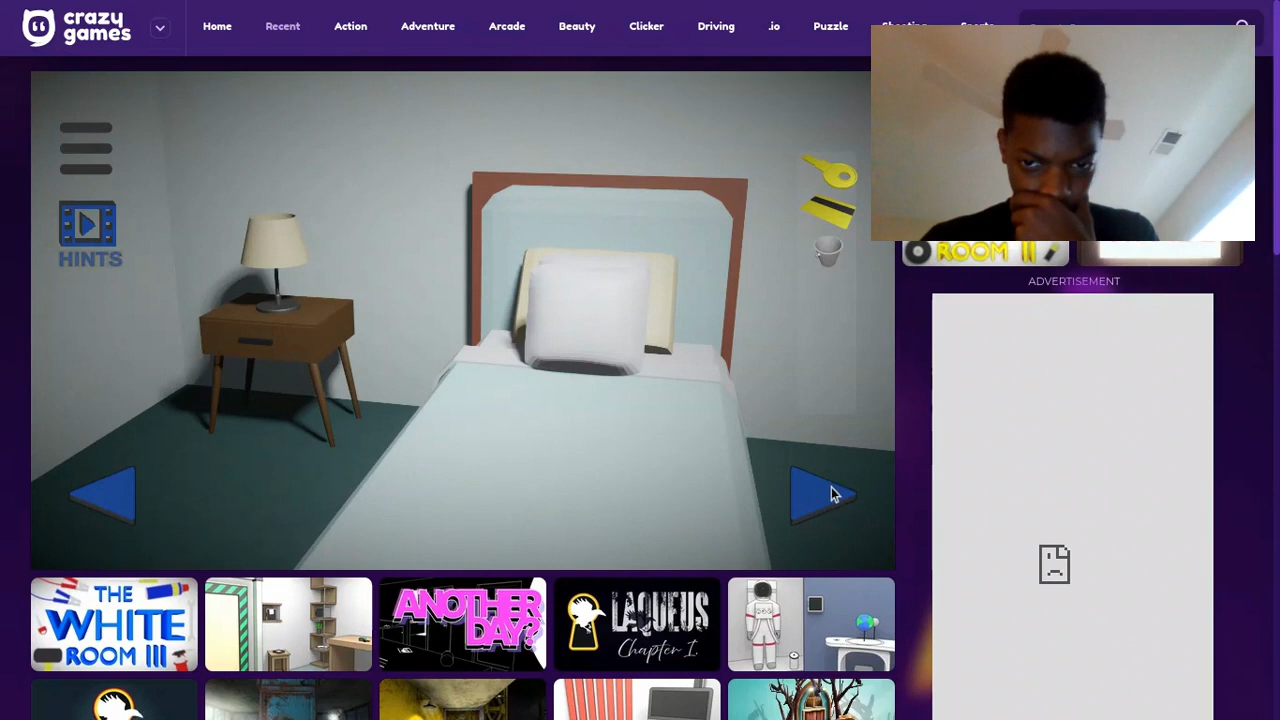 crazy games
Home
Recent
Action
Adventure
Arcade
Beauty
Clicker
Driving
.io
Puzzle
HINTS
ROOM II
ADVERTISEMENT
THE
WHITE
ROOM III
ANOTHER
DAY?
LAQUEUS
Chapter I